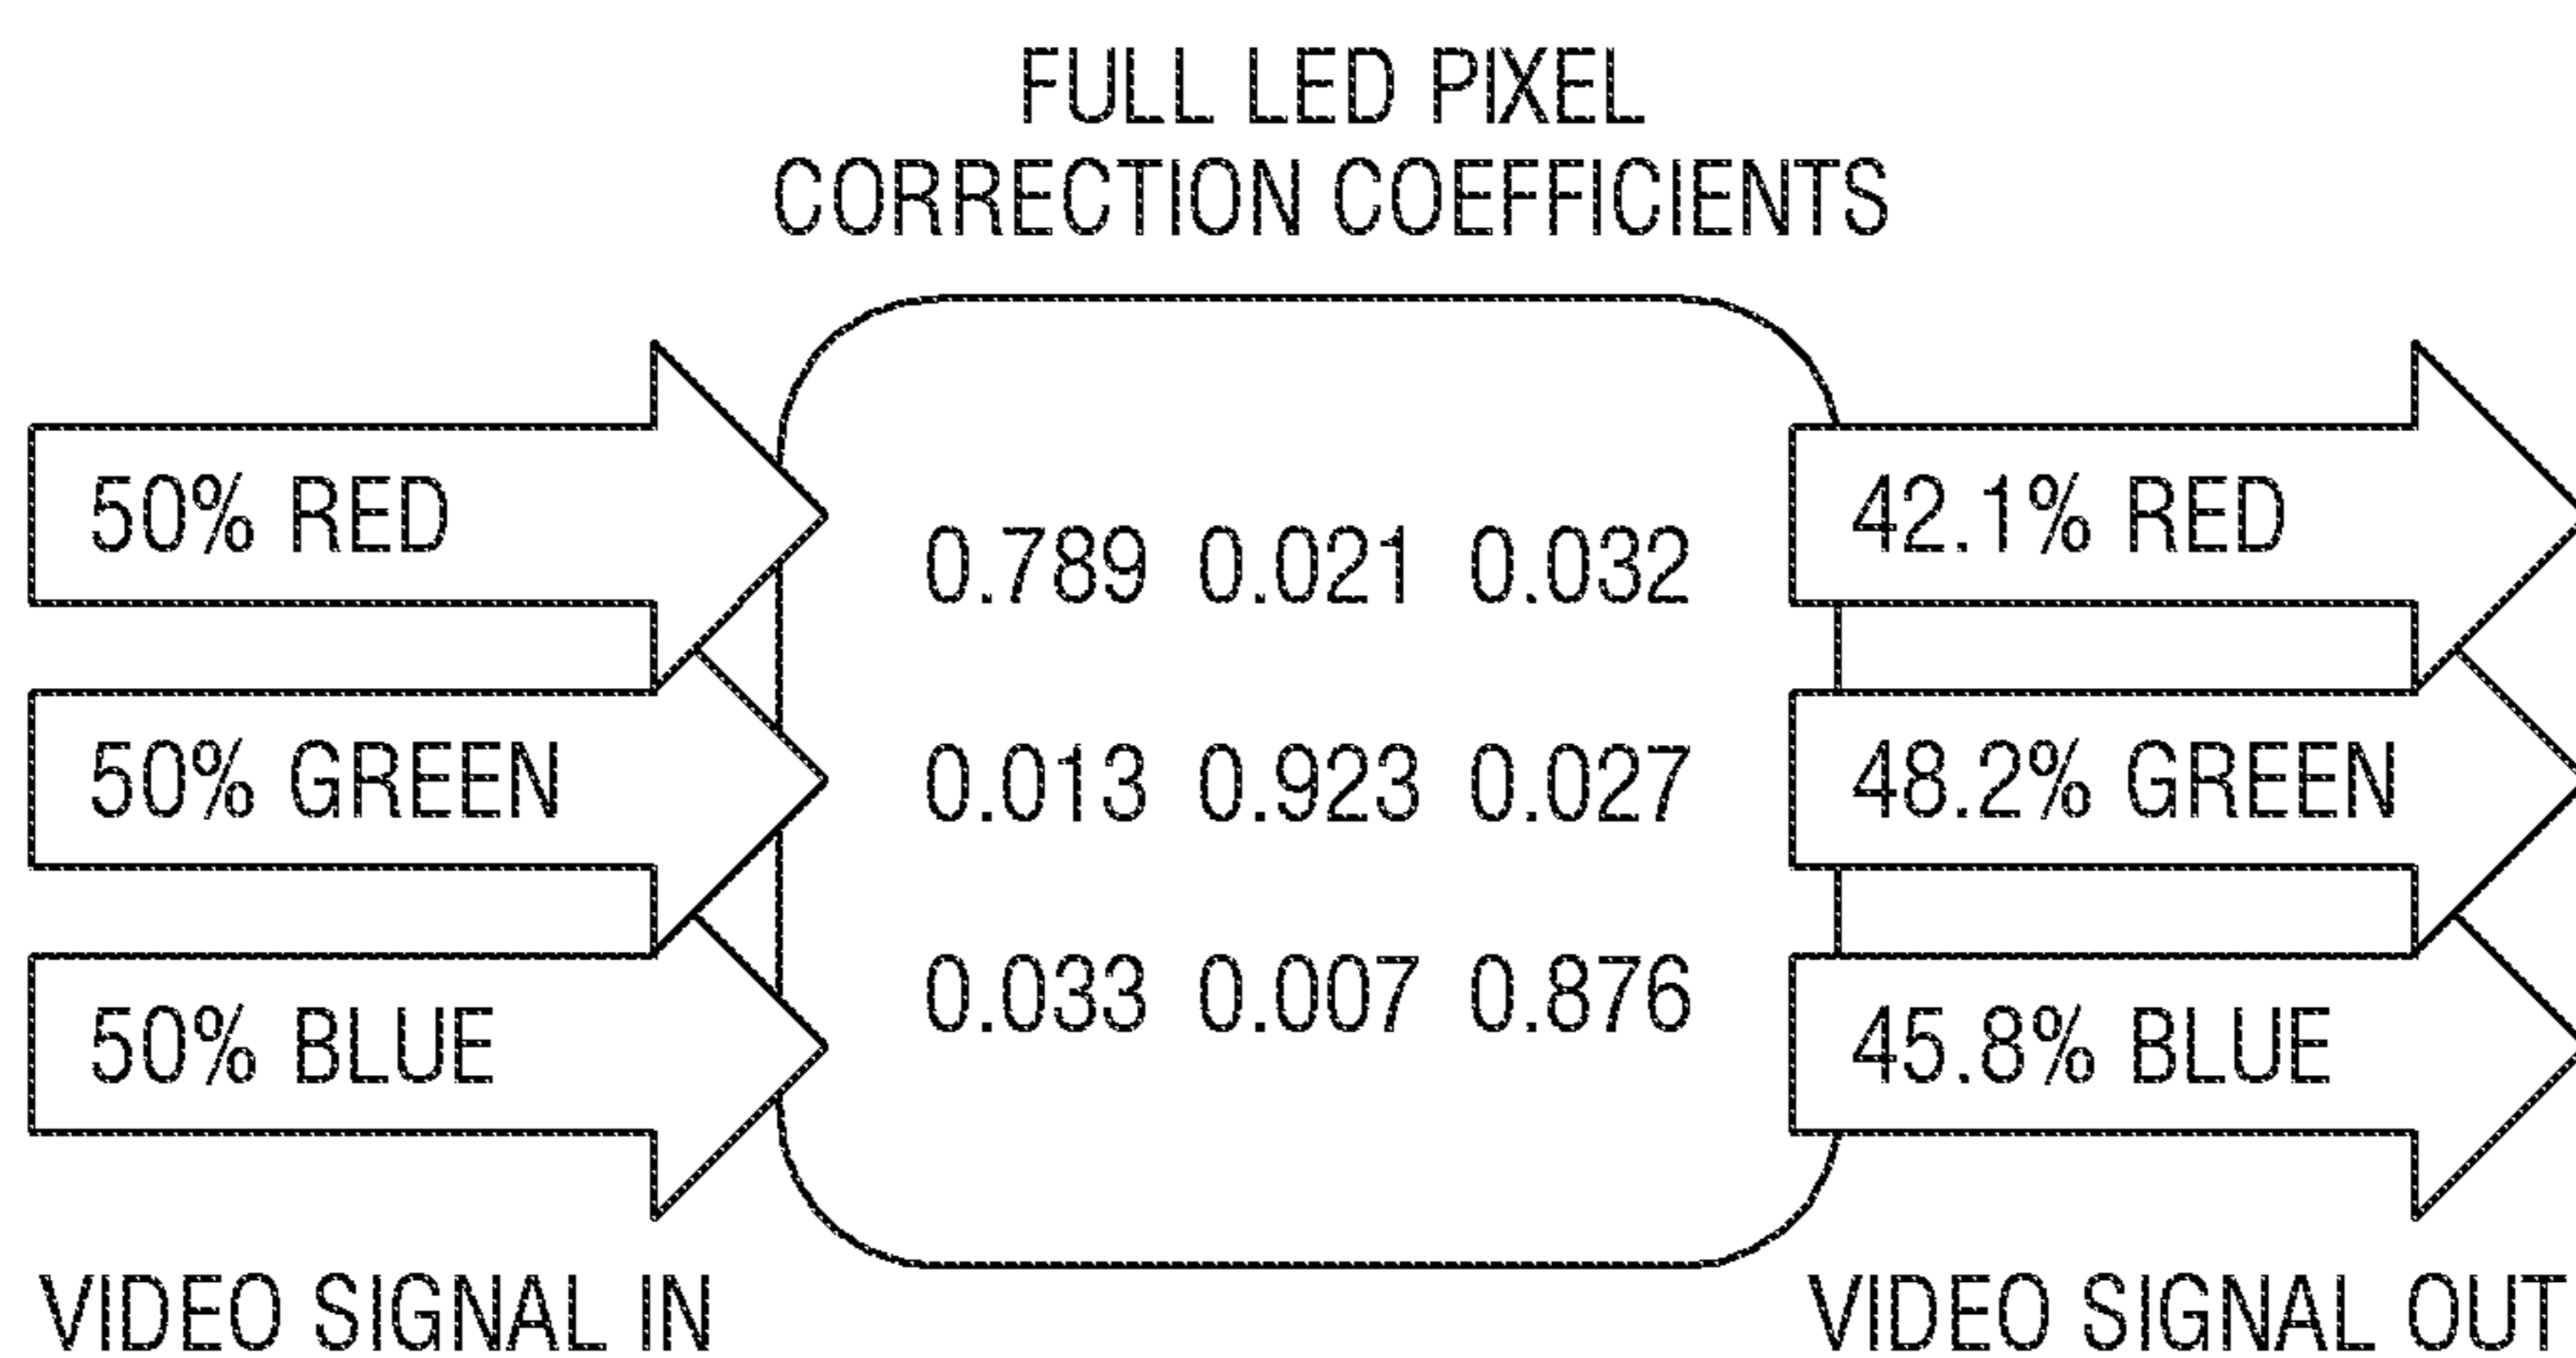 FULL LED PIXEL
CORRECTION COEFFICIENTS
50% RED
50% GREEN
50% BLUE
VIDEO SIGNAL IN
0.789 0.021 0.032
0.013 0.923 0.027
0.033 0.007 0.876
42.1% RED
48.2% GREEN
45.8% BLUE
VIDEO SIGNAL OUT